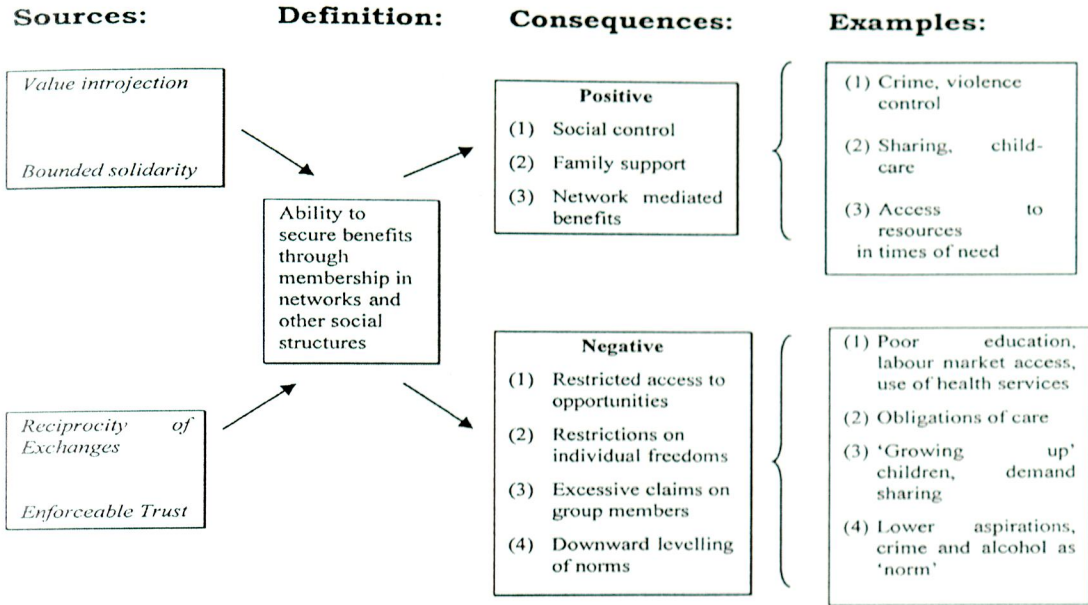 Sources:
Definition:
Consequences:
Examples:
Value introjection
Bounded solidarity
Reciprocity of
Exchanges
Enforceable Trust
Ability to
secure benefits
through
membership in
networks and
other social
structures
Positive
(1) Social control
(2) Family support
(3) Network mediated
benefits
Negative
(1) Restricted access to
opportunities
(2) Restrictions on
individual freedoms
(3) Excessive claims on
group members
(4) Downward levelling
of norms
(1) Crime, violence
control
(2) Sharing, child-
care
(3) Access to
resources
in times of need
(1) Poor education,
labour market access,
use of health services
(2) Obligations of care
(3) ‘Growing up’
children, demand
sharing
(4) Lower aspirations,
crime and alcohol as
‘norm’